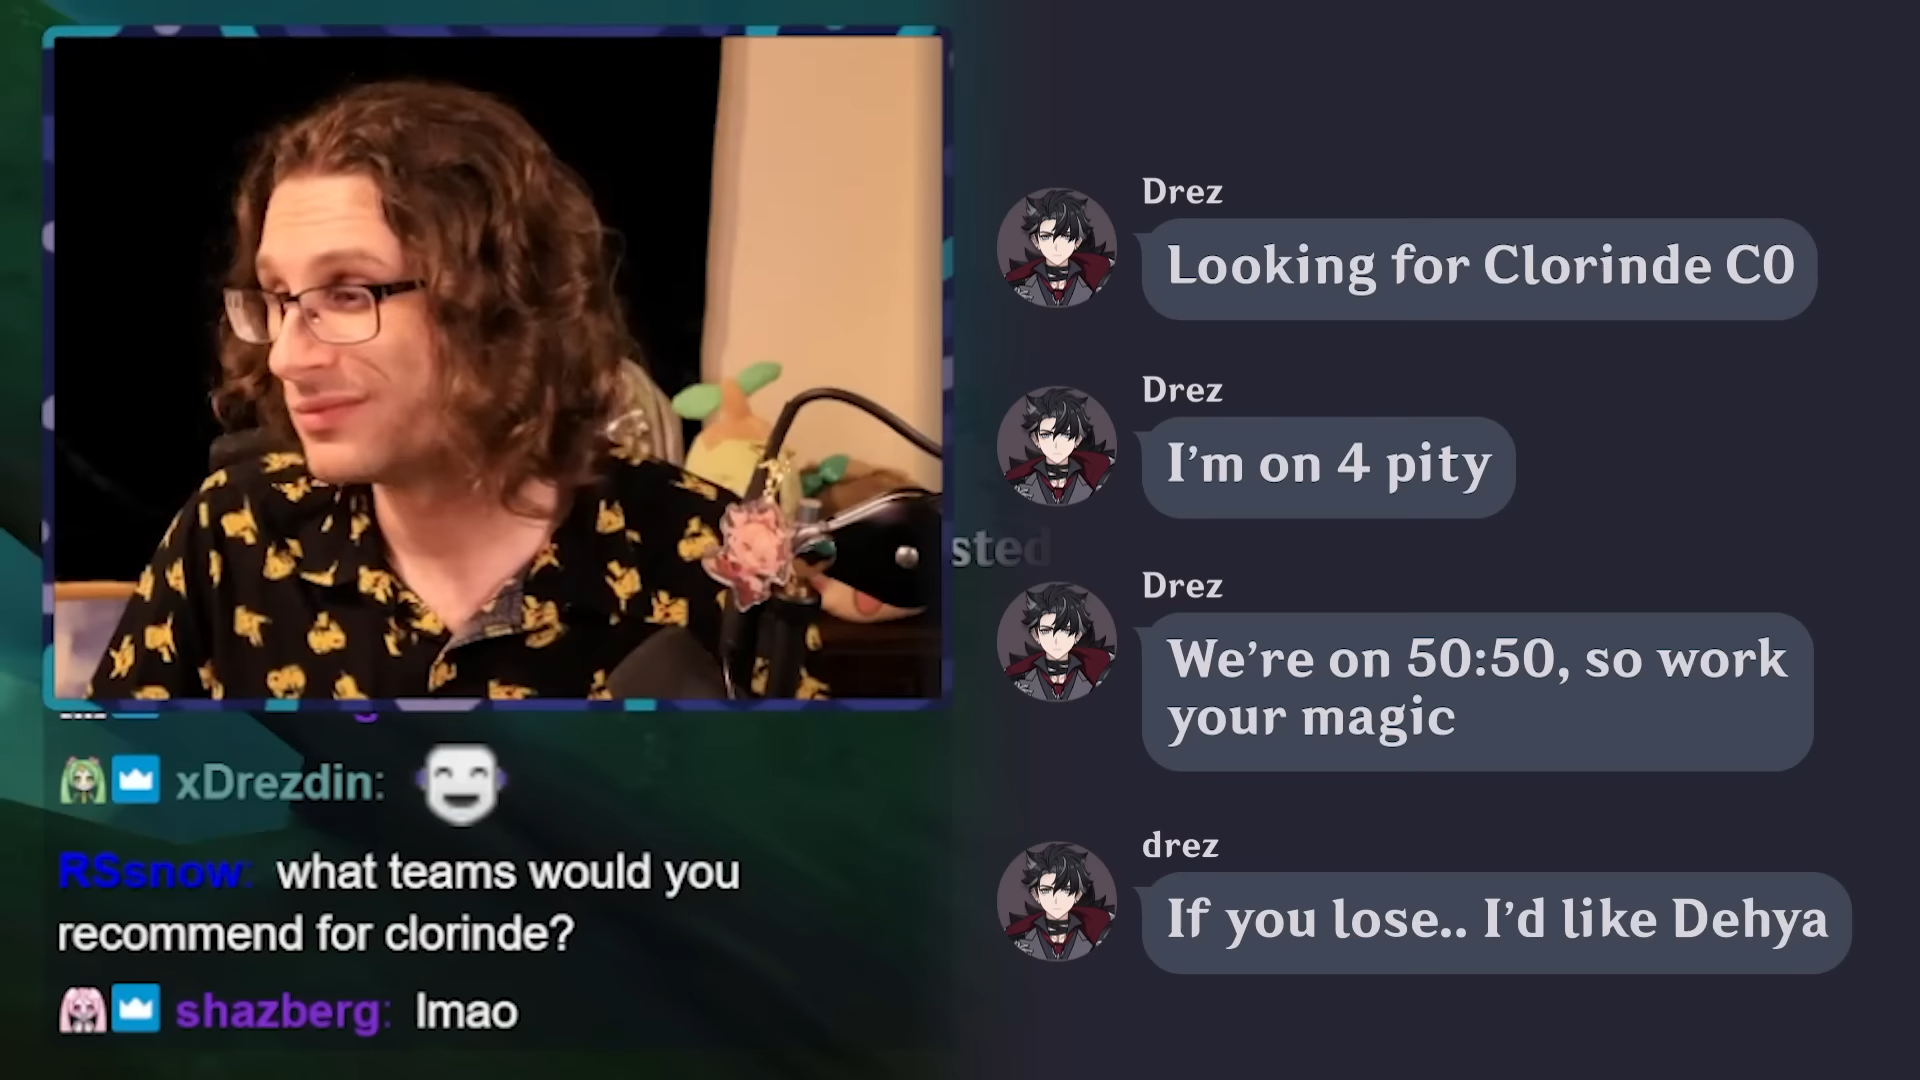 Drez
Looking for Clorinde C0
Drez
I'm on 4 pity
sted
Drez
We're on 50:50, so work
your magic
drez
If you lose.. I'd like Dehya
xDrezdin:
RSsnow: what teams would you
recommend for clorinde?
shazberg: lmao